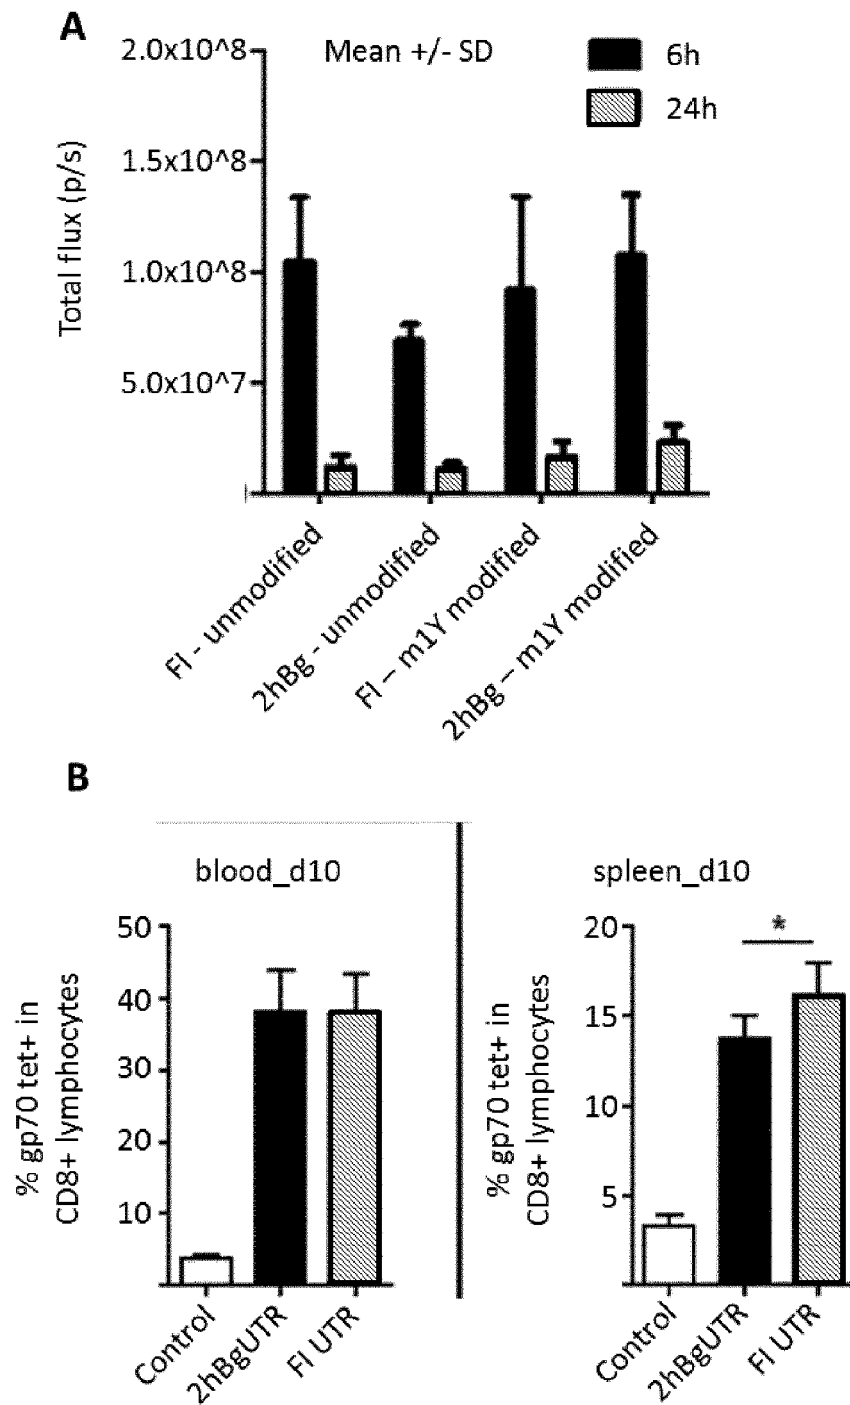 A
Mean +/- SD
6h
24h
Total flux (p/s)
2.0x10^8
1.5x10^8
1.0x10^8
5.0x10^7
FI - unmodified
2hBg - unmodified
FI – m1Y modified
2hBg – m1Y modified
B
blood_d10
% gp70 tet+ in
CD8+ lymphocytes
50
40
30
20
10
Control
2hBgUTR
FI UTR
spleen_d10
% gp70 tet+ in
CD8+ lymphocytes
20
15
10
5
*
Control
2hBgUTR
FI UTR